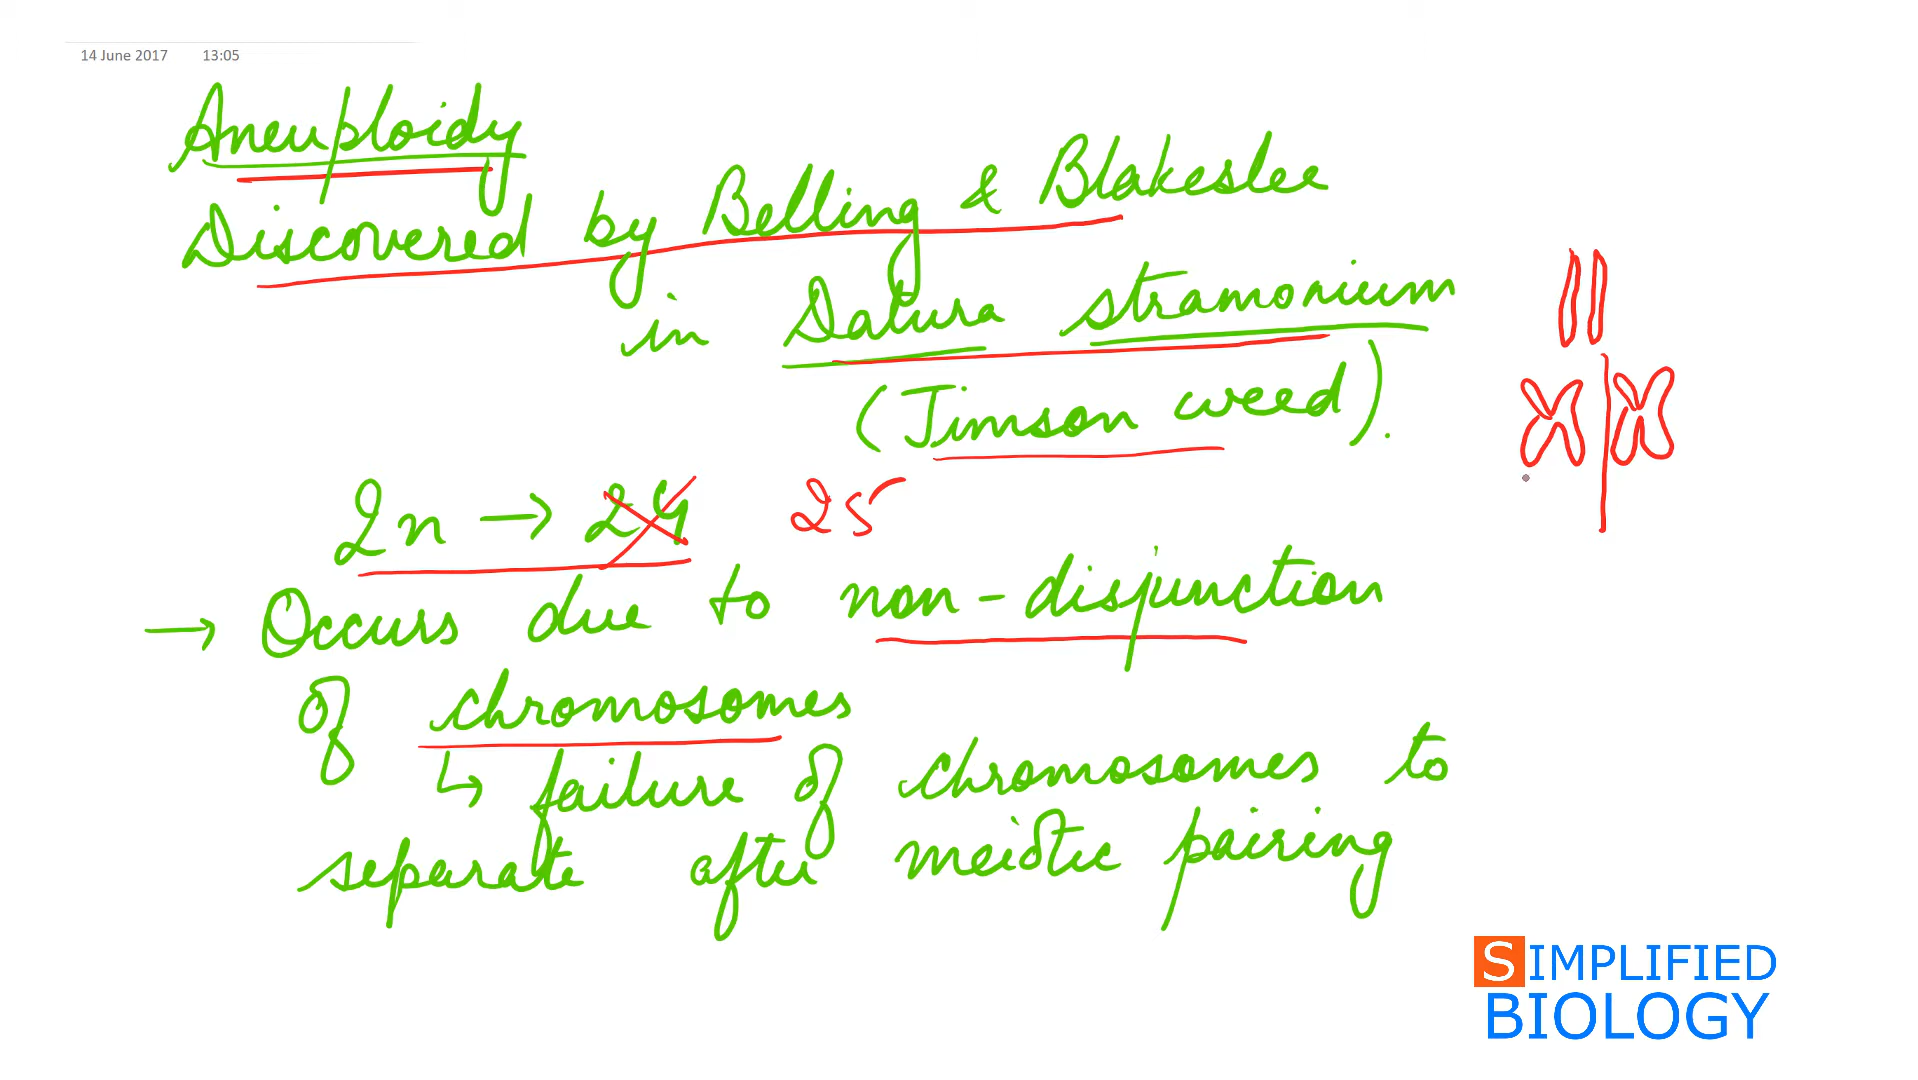 14 June 2017 13:05
Aneuploidy
Discovered by Belling & Blakeslee
in Datura stramonium
(Jimson weed).
2n → 24 25
→ Occurs due to non-disjunction
of chromosomes
↳ failure of chromosomes to
separate after meiotic pairing
SIMPLIFIED
BIOLOGY